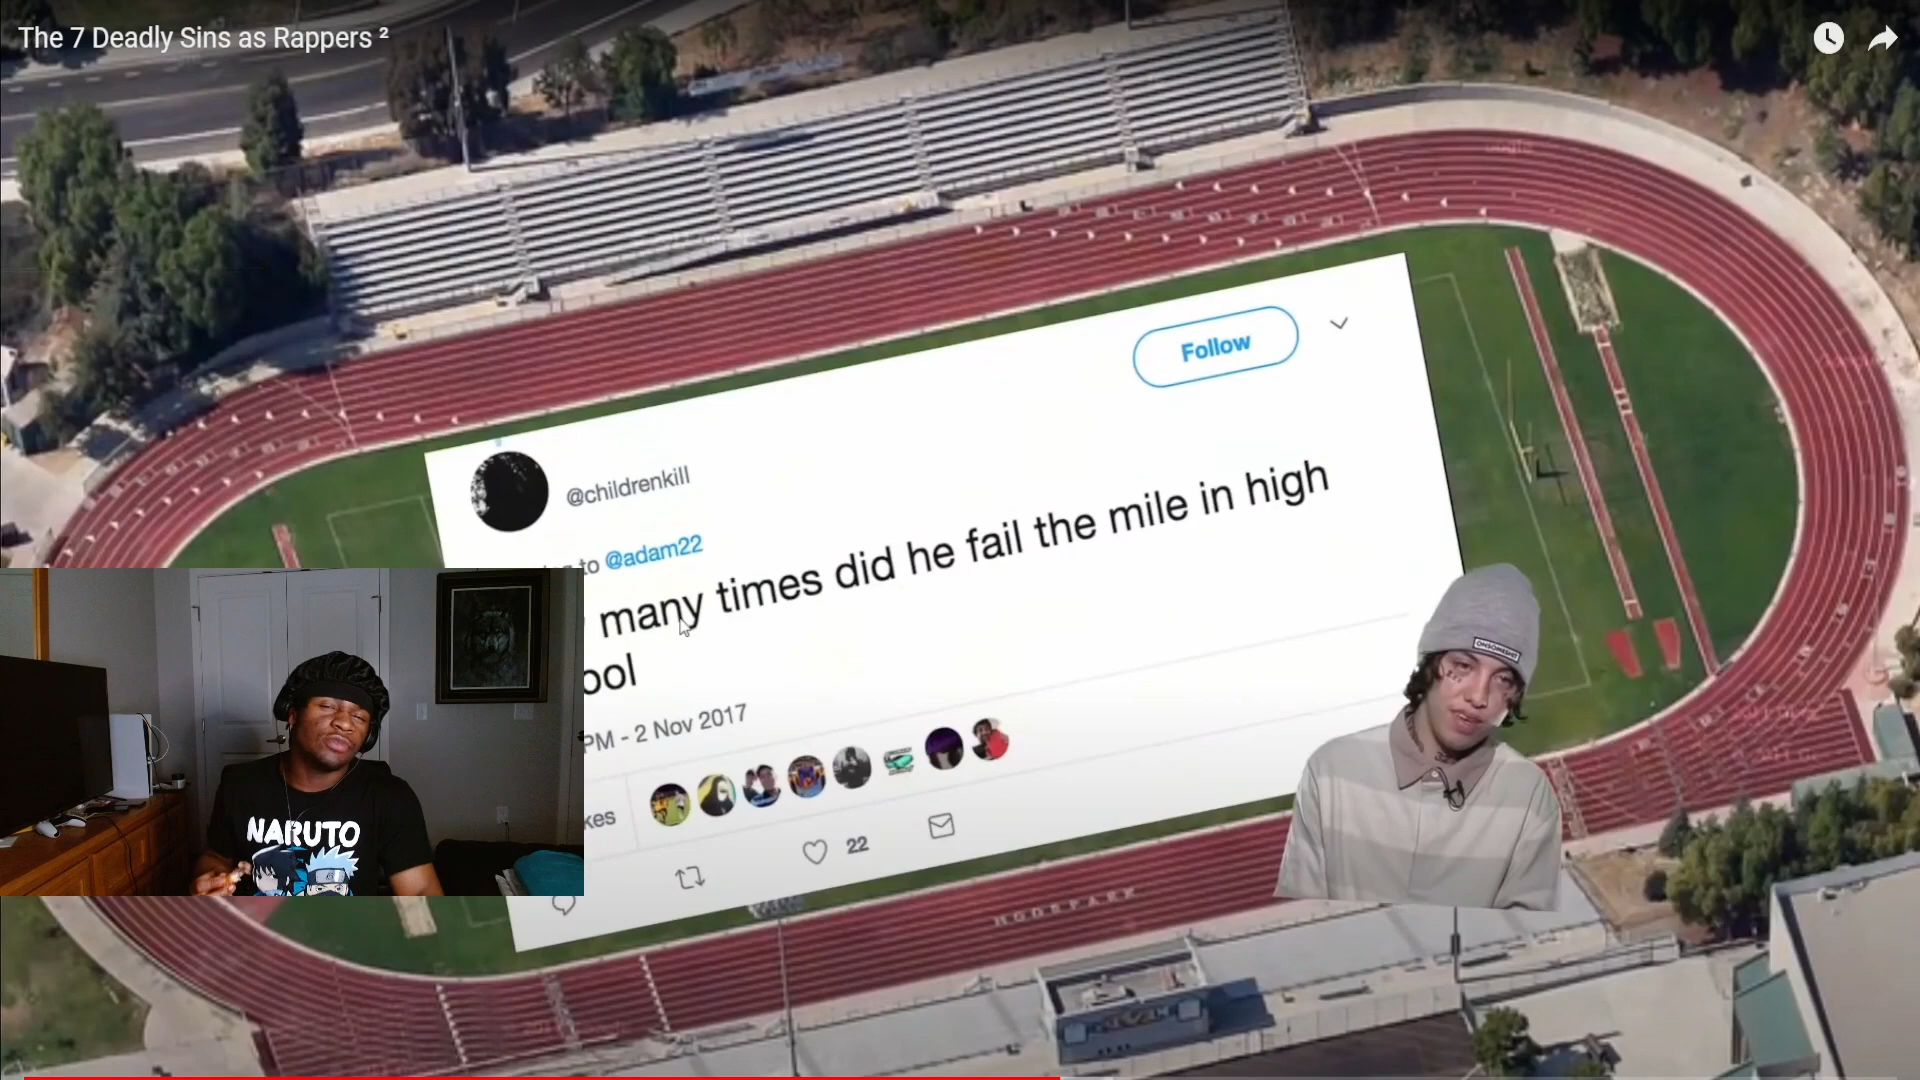 The 7 Deadly Sins as Rappers ²
Follow
@childrenkill
to @adam22
many times did he fail the mile in high
ool
PM - 2 Nov 2017
kes
22
ONSOMESHIT
NARUTO